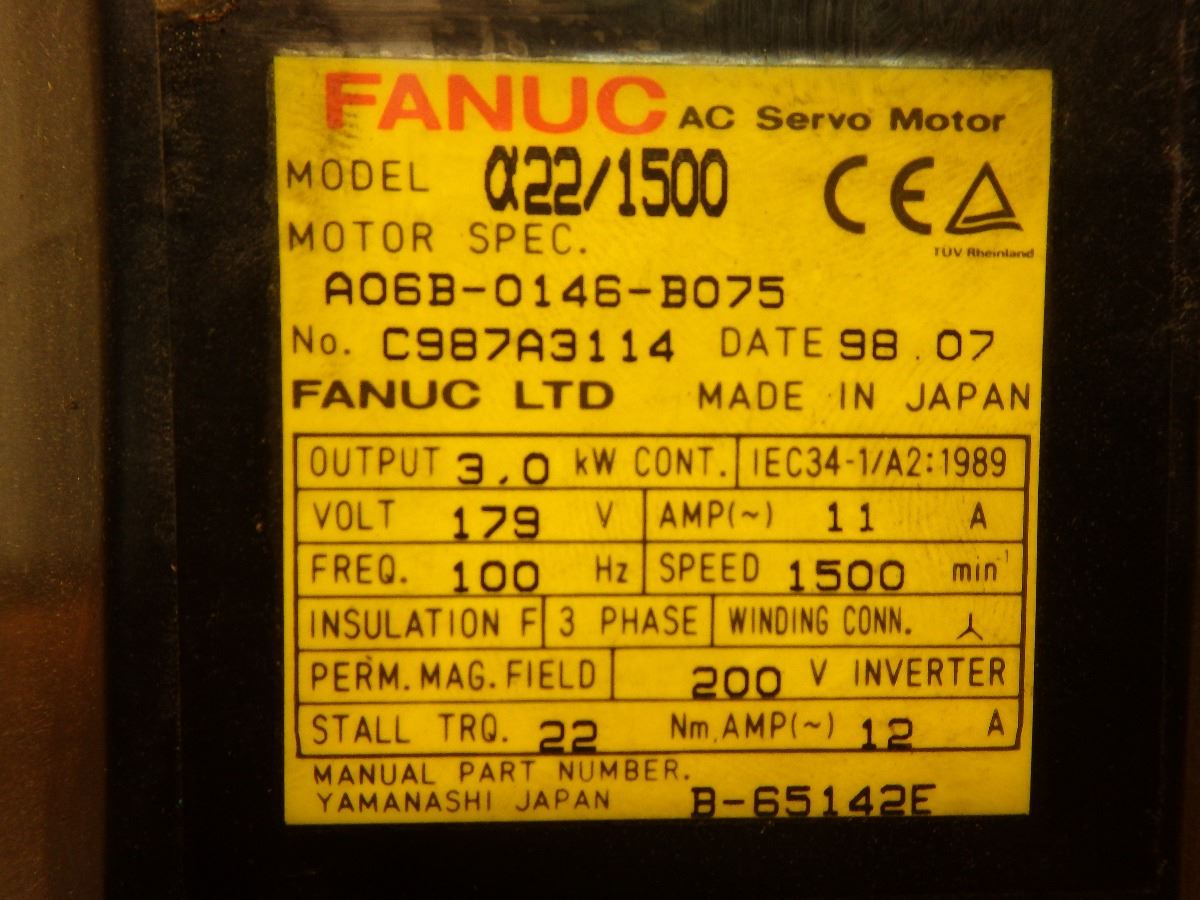 FANUC AC Servo Motor
MODEL α22/1500
CE
TÜV Rheinland
MOTOR SPEC.
A06B-0146-B075
No. C987A3114 DATE 98.07
FANUC LTD MADE IN JAPAN
OUTPUT 3.0 kW CONT. IEC34-1/A2:1989
VOLT 179 V AMP(~) 11 A
FREQ. 100 Hz SPEED 1500 min⁻¹
INSULATION F 3 PHASE WINDING CONN.
PERM. MAG. FIELD 200 V INVERTER
STALL TRQ. 22 Nm, AMP(~) 12 A
MANUAL PART NUMBER.
YAMANASHI JAPAN B-65142E